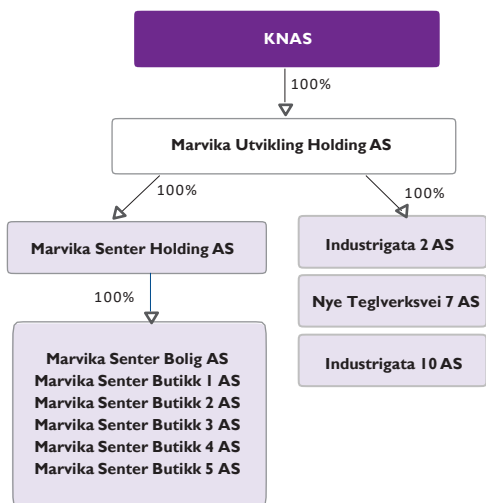 KNAS
100%
Marvika Utvikling Holding AS
100%
100%
Marvika Senter Holding AS
Industrigata 2 AS
100%
Nye Teglverksvei 7 AS
Industrigata 10 AS
Marvika Senter Bolig AS
Marvika Senter Butikk 1 AS
Marvika Senter Butikk 2 AS
Marvika Senter Butikk 3 AS
Marvika Senter Butikk 4 AS
Marvika Senter Butikk 5 AS